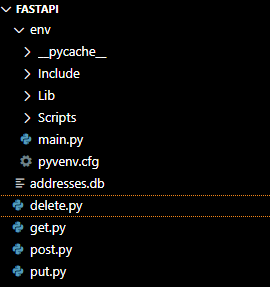 FASTAPI
env
__pycache__
Include
Lib
Scripts
main.py
pyvenv.cfg
addresses.db
delete.py
get.py
post.py
put.py